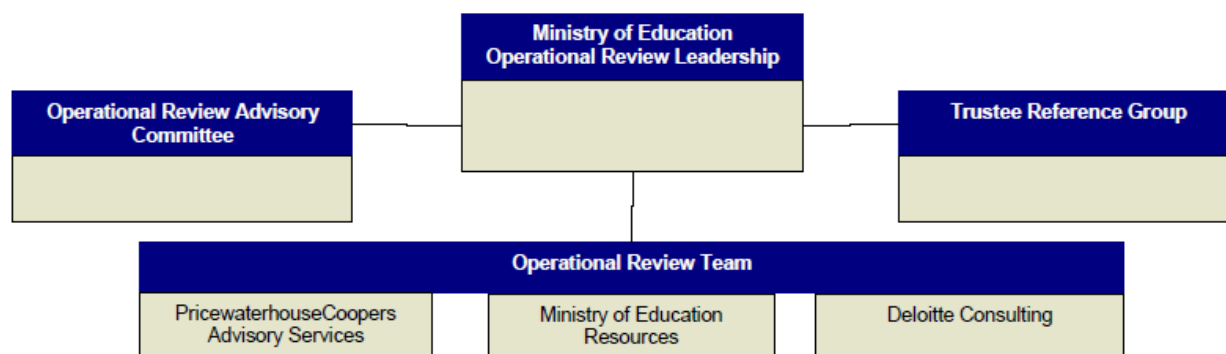 Ministry of Education
Operational Review Leadership
Operational Review Advisory
Committee
Trustee Reference Group
Operational Review Team
PricewaterhouseCoopers
Advisory Services
Ministry of Education
Resources
Deloitte Consulting